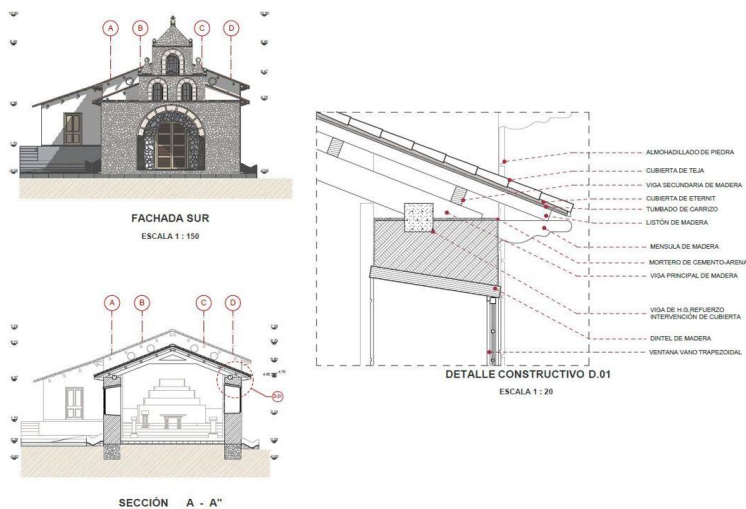 A
B
C
D
FACHADA SUR
ESCALA 1 : 150
A
B
C
D
D.01
SECCIÓN A - A"
ALMOHADILLADO DE PIEDRA
CUBIERTA DE TEJA
VIGA SECUNDARIA DE MADERA
CUBIERTA DE ETERNIT
TUMBADO DE CARRIZO
LISTÓN DE MADERA
MENSULA DE MADERA
MORTERO DE CEMENTO-ARENA
VIGA PRINCIPAL DE MADERA
VIGA DE H.G.REFUERZO
INTERVENCIÓN DE CUBIERTA
DINTEL DE MADERA
VENTANA VANO TRAPEZOIDAL
DETALLE CONSTRUCTIVO D.01
ESCALA 1 : 20